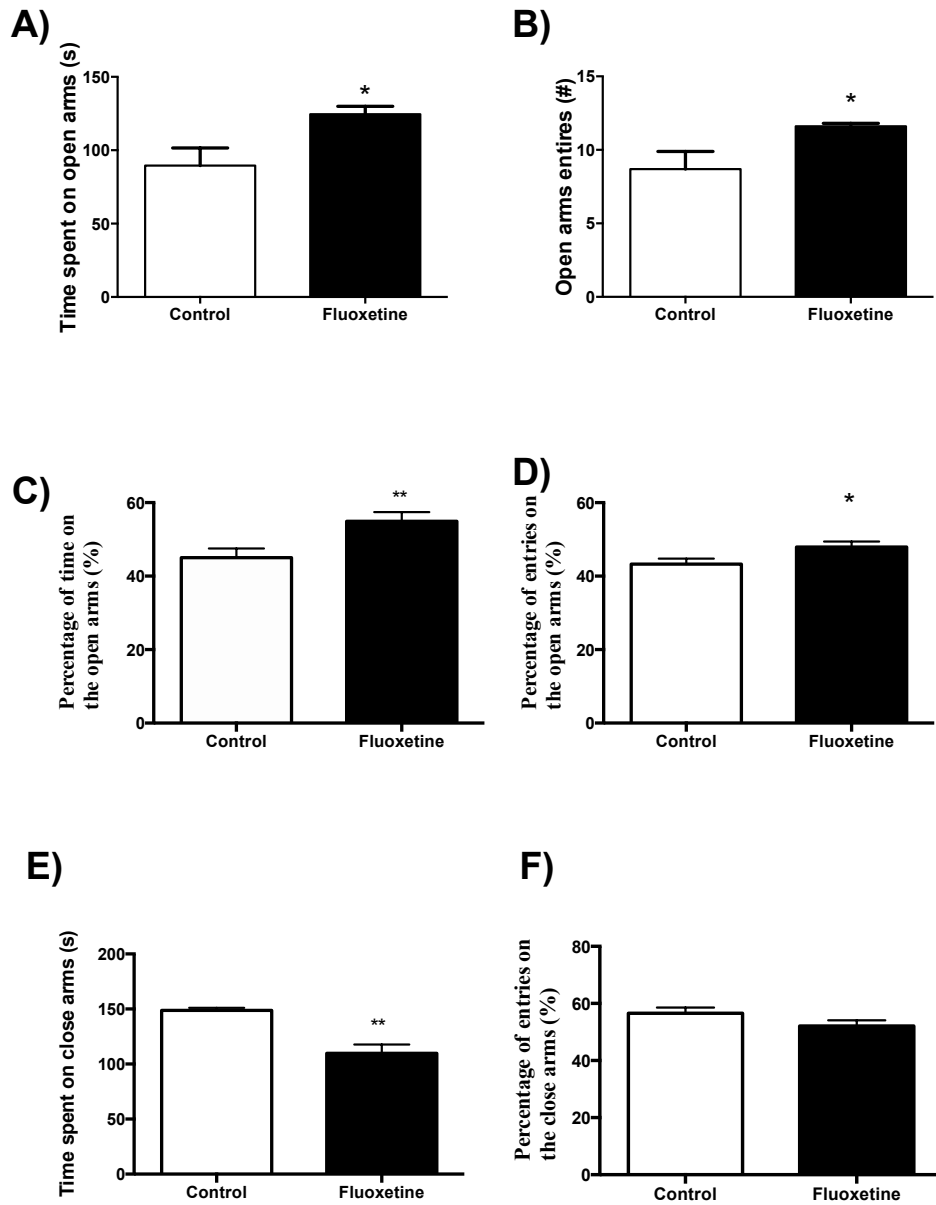 A)
Time spent on open arms (s)
150
100
50
0
*
Control
Fluoxetine
B)
Open arms entires (#)
15
10
5
0
*
Control
Fluoxetine
C)
Percentage of time on
the open arms (%)
60
40
20
0
**
Control
Fluoxetine
D)
Percentage of entries on
the open arms (%)
60
40
20
0
*
Control
Fluoxetine
E)
Time spent on close arms (s)
200
150
100
50
0
**
Control
Fluoxetine
F)
Percentage of entries on
the close arms (%)
80
60
40
20
0
Control
Fluoxetine